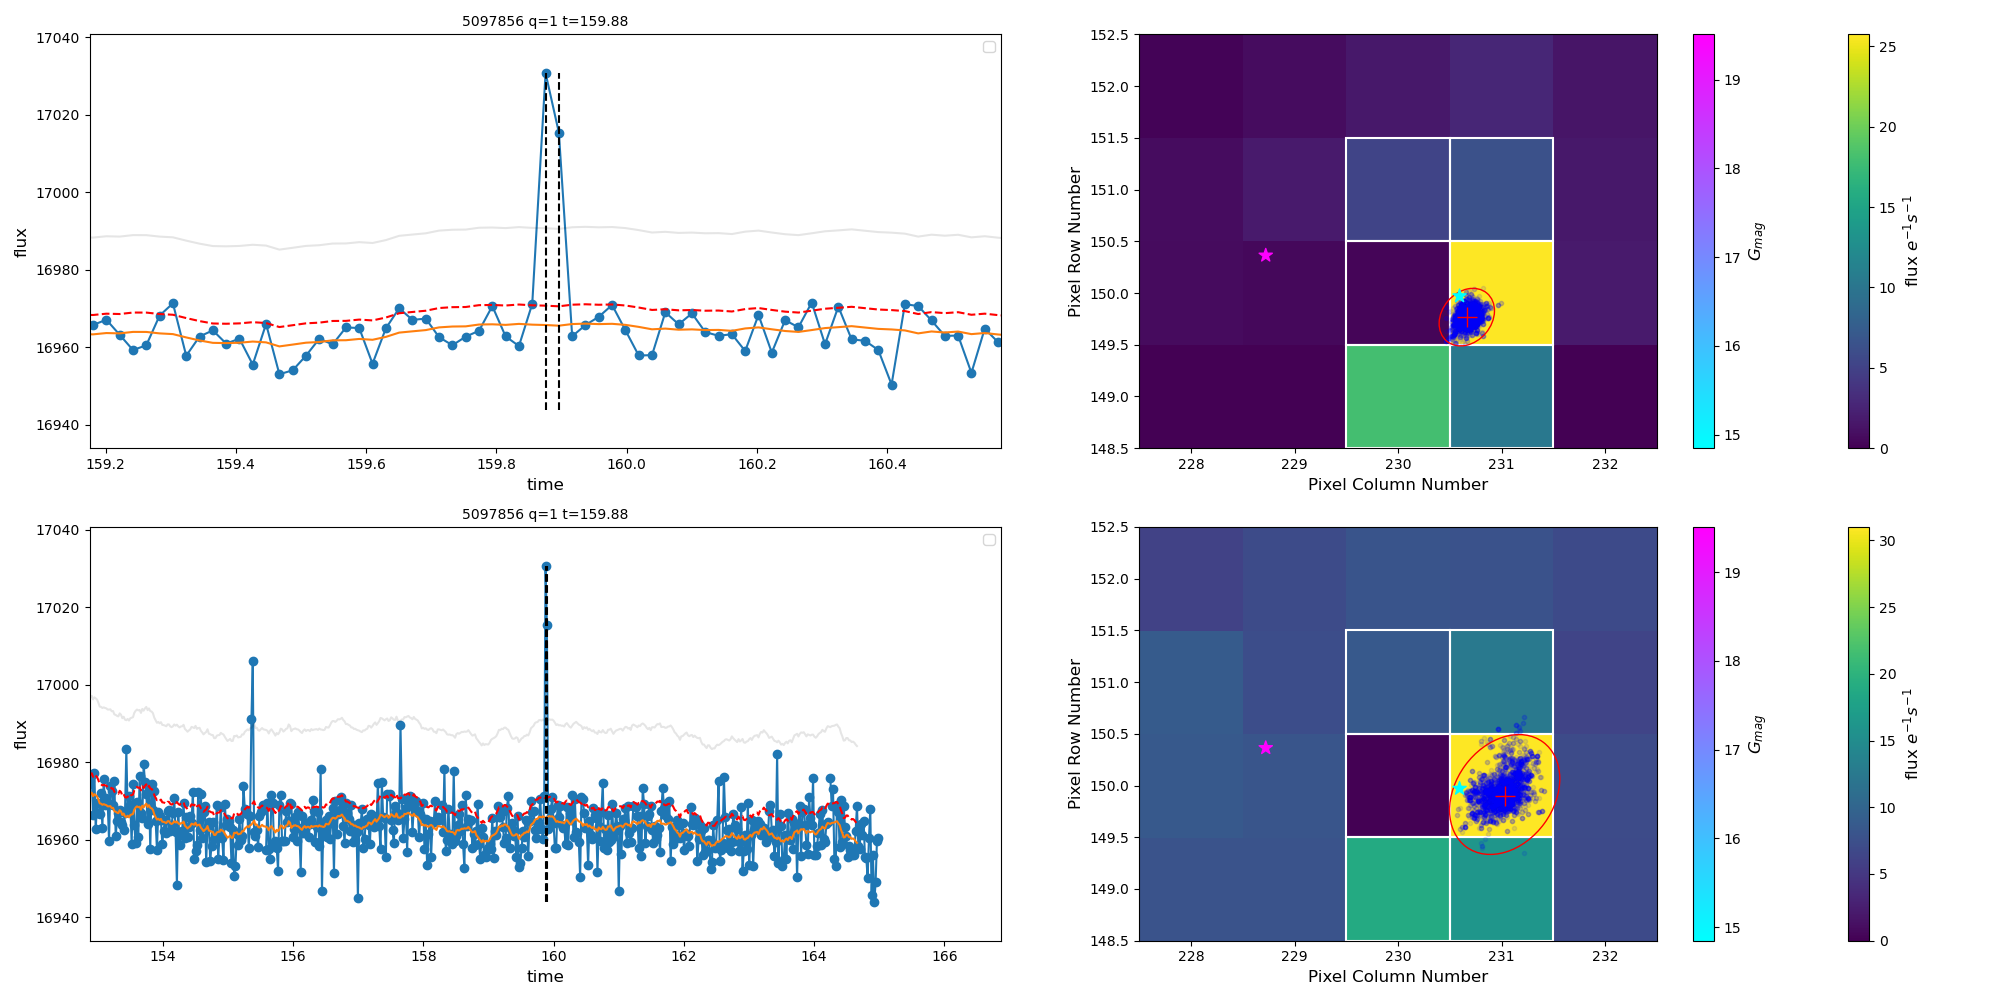 5097856 q=1 t=159.88
17040
17020
17000
16980
16960
16940
flux
159.2 159.4 159.6 159.8 160.0 160.2 160.4
time
152.5
152.0
151.5
151.0
150.5
150.0
149.5
149.0
148.5
Pixel Row Number
228 229 230 231 232
Pixel Column Number
19
18
17
16
15
G_mag
25
20
15
10
5
0
flux e⁻¹s⁻¹
5097856 q=1 t=159.88
17040
17020
17000
16980
16960
16940
flux
154 156 158 160 162 164 166
time
152.5
152.0
151.5
151.0
150.5
150.0
149.5
149.0
148.5
Pixel Row Number
228 229 230 231 232
Pixel Column Number
19
18
17
16
15
G_mag
30
25
20
15
10
5
0
flux e⁻¹s⁻¹